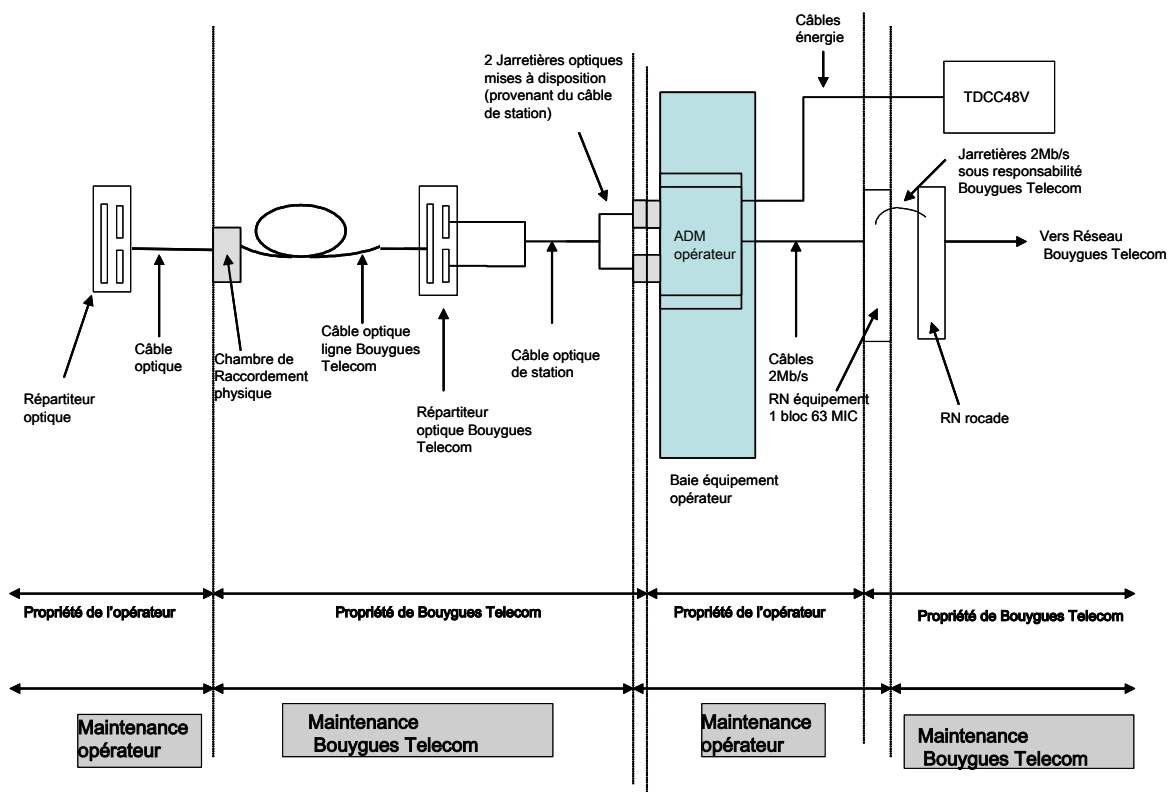 Câbles
énergie
2 Jarretières optiques
mises à disposition
(provenant du câble
de station)
TDCC48V
Jarretières 2Mb/s
sous responsabilité
Bouygues Telecom
ADM
opérateur
Vers Réseau
Bouygues Telecom
Câble
optique
Chambre de
Raccordement
physique
Câble optique
ligne Bouygues
Telecom
Câble optique
de station
Câbles
2Mb/s
RN équipement
1 bloc 63 MIC
Répartiteur
optique
Répartiteur
optique Bouygues
Telecom
RN rocade
Baie équipement
opérateur
Propriété de l'opérateur
Propriété de Bouygues Telecom
Propriété de l'opérateur
Propriété de Bouygues Telecom
Maintenance
opérateur
Maintenance
Bouygues Telecom
Maintenance
opérateur
Maintenance
Bouygues Telecom